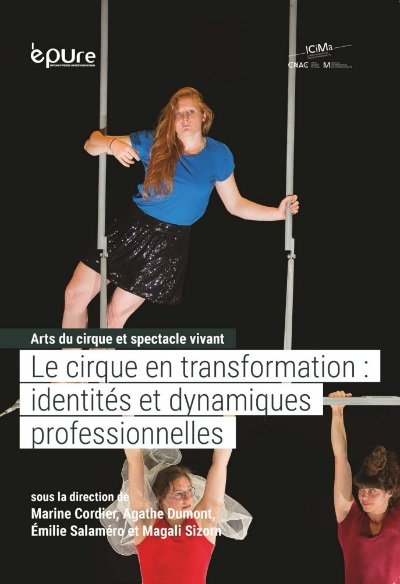 épure
ICiMa
CNAC
Arts du cirque et spectacle vivant
Le cirque en transformation :
identités et dynamiques
professionnelles
sous la direction de
Marine Cordier, Agathe Dumont,
Émilie Salaméro et Magali Sizorn